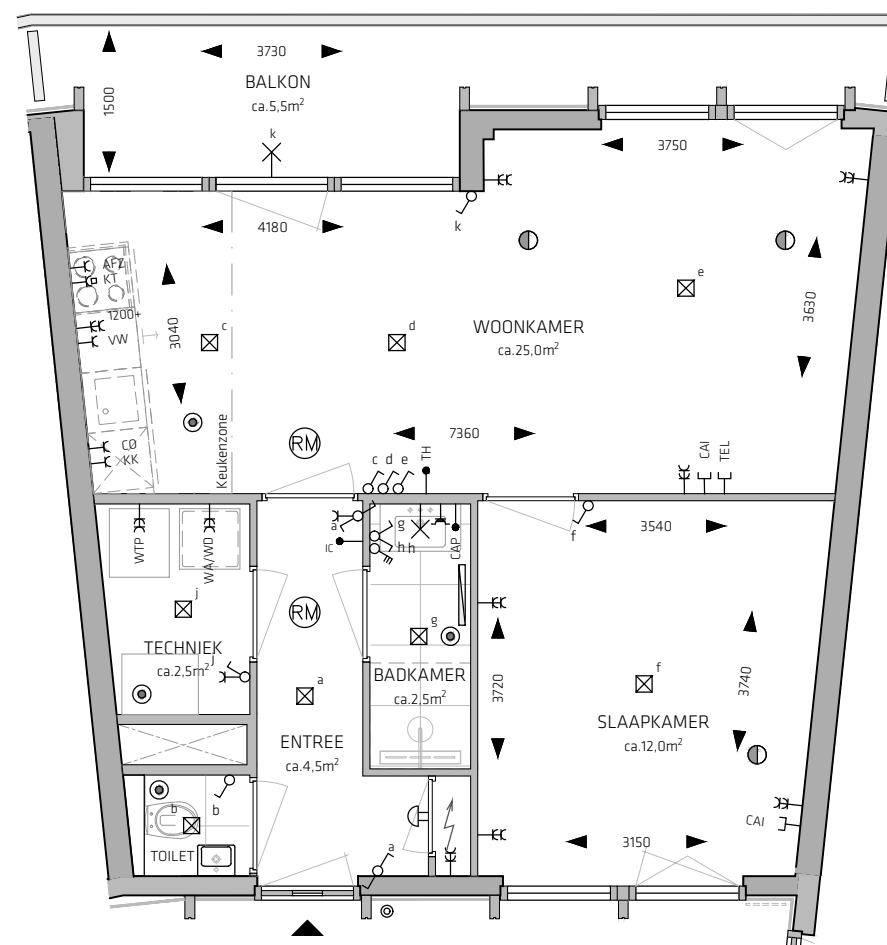 3730
BALKON
ca.5,5m²
1500
k
3750
4180
k
AFZ
KT
1200+
VW
3040
c
d
e
WOONKAMER
ca.25,0m²
3630
CO
KK
Keukenzone
RM
7360
c d e
TH
CAI
TEL
a
IC
g
h h
CAP
f
3540
WTP
WA/WD
RM
j
TECHNIEK
ca.2,5m²
j
g
BADKAMER
ca.2,5m²
3720
3740
a
f
SLAAPKAMER
ca.12,0m²
ENTREE
ca.4,5m²
b
b
TOILET
a
CAI
3150